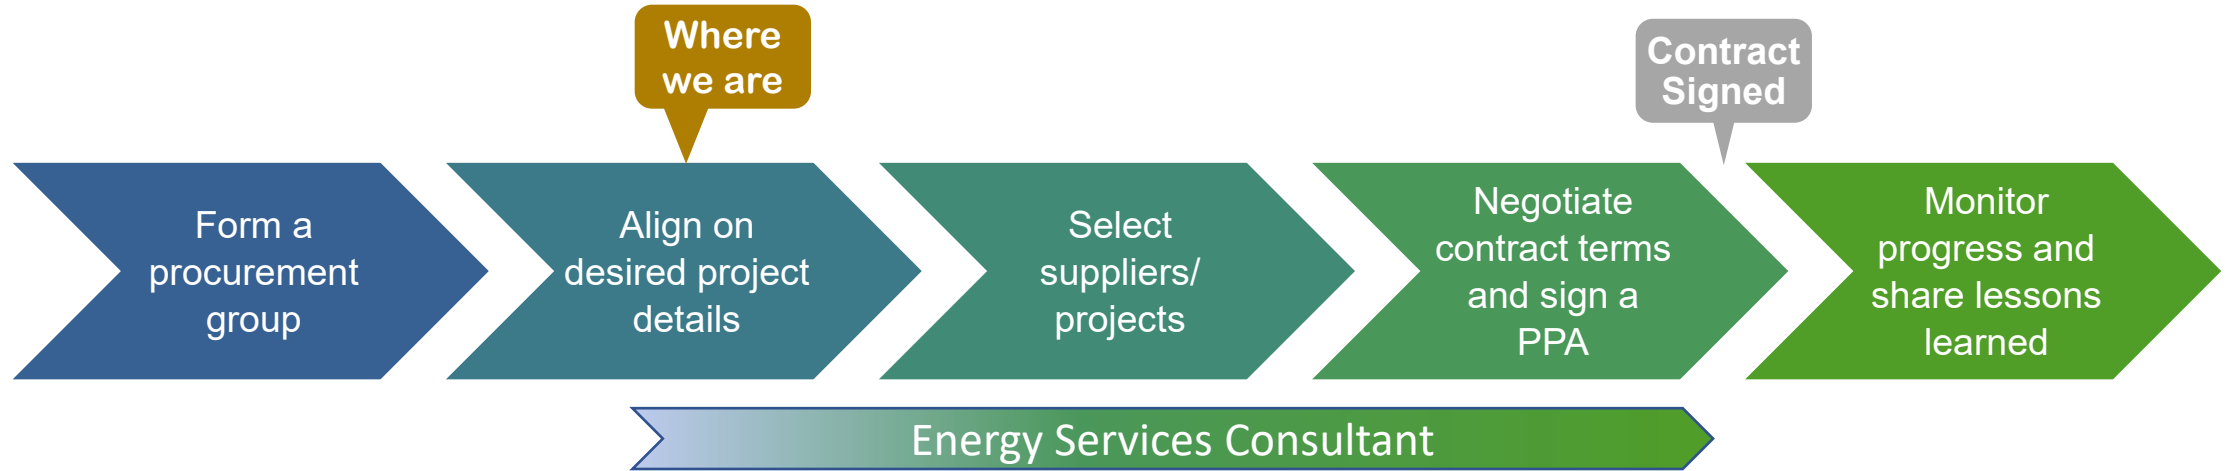 Where
we are
Contract
Signed
Form a
procurement
group
Align on
desired project
details
Select
suppliers/
projects
Negotiate
contract terms
and sign a
PPA
Monitor
progress and
share lessons
learned
Energy Services Consultant